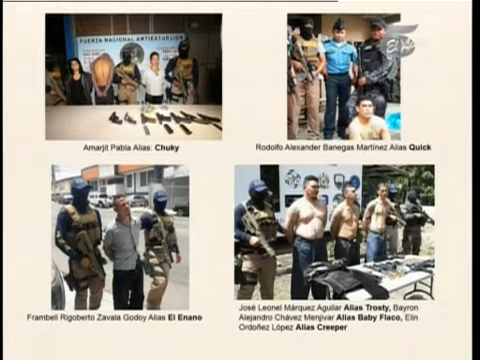 FUERZA NACIONAL ANTIEXTORSION
Amarjit Pabla Alias: Chuky
Rodolfo Alexander Banegas Martínez Alias Quick
Frambell Rigoberto Zavala Godoy Alias El Enano
José Leonel Márquez Aguilar Alias Trosty, Bayron
Alejandro Chávez Menjivar Alias Baby Flaco, Elin
Ordoñez López Alias Creeper